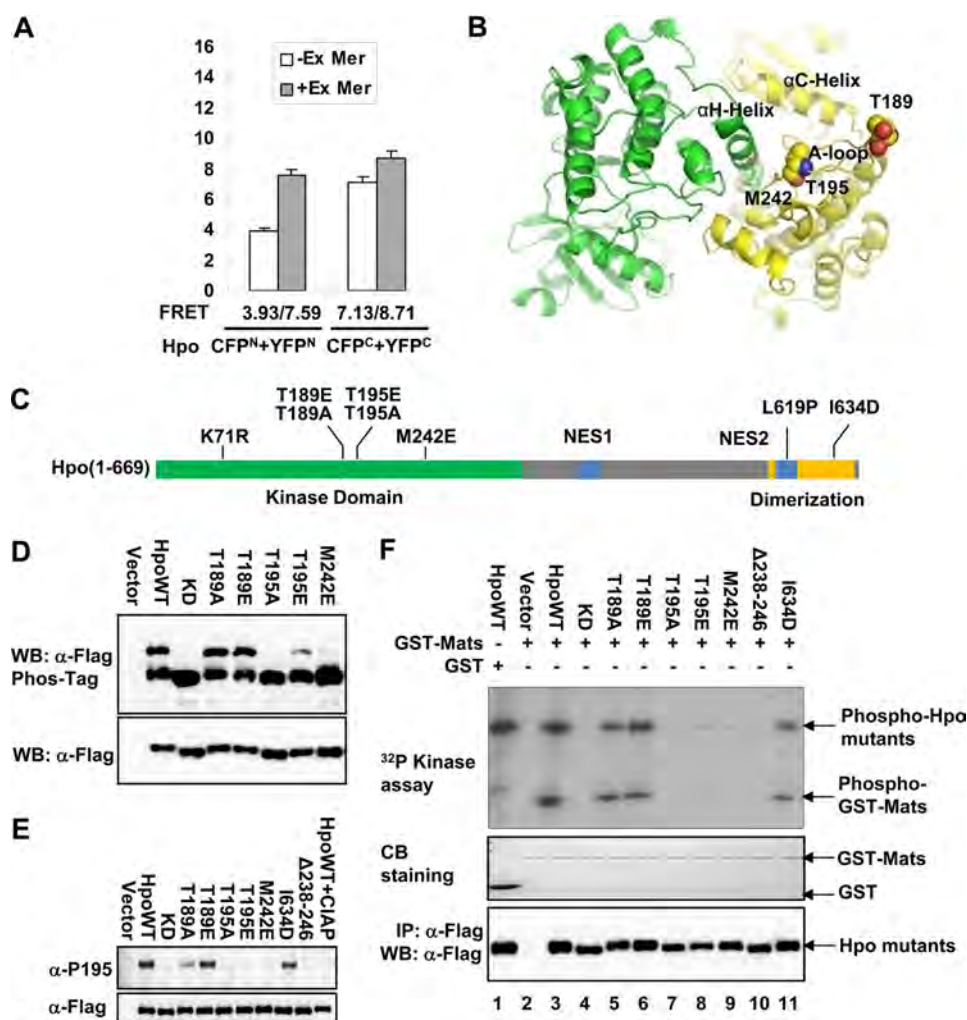 A
16
14
12
10
8
6
4
2
0
-Ex Mer
+Ex Mer
FRET 3.93/7.59 7.13/8.71
Hpo CFPᴺ+YFPᴺ CFPᶜ+YFPᶜ
B
αC-Helix
T189
αH-Helix
A-loop
T195
M242
C
T189E T195E
T189A T195A
K71R M242E NES1 NES2 L619P I634D
Hpo(1-669)
Kinase Domain Dimerization
D
Vector HpoWT KD T189A T189E T195A T195E M242E
WB: α-Flag
Phos-Tag
WB: α-Flag
E
Vector HpoWT KD T189A T189E T195A T195E M242E I634D Δ238-246 HpoWT+CIAP
α-P195
α-Flag
F
HpoWT Vector HpoWT KD T189A T189E T195A T195E M242E Δ238-246 I634D
GST-Mats - + + + + + + + + + +
GST + - - - - - - - - - -
³²P Kinase
assay
Phospho-Hpo
mutants
Phospho-
GST-Mats
CB
staining
GST-Mats
GST
IP: α-Flag
WB: α-Flag
Hpo mutants
1 2 3 4 5 6 7 8 9 10 11